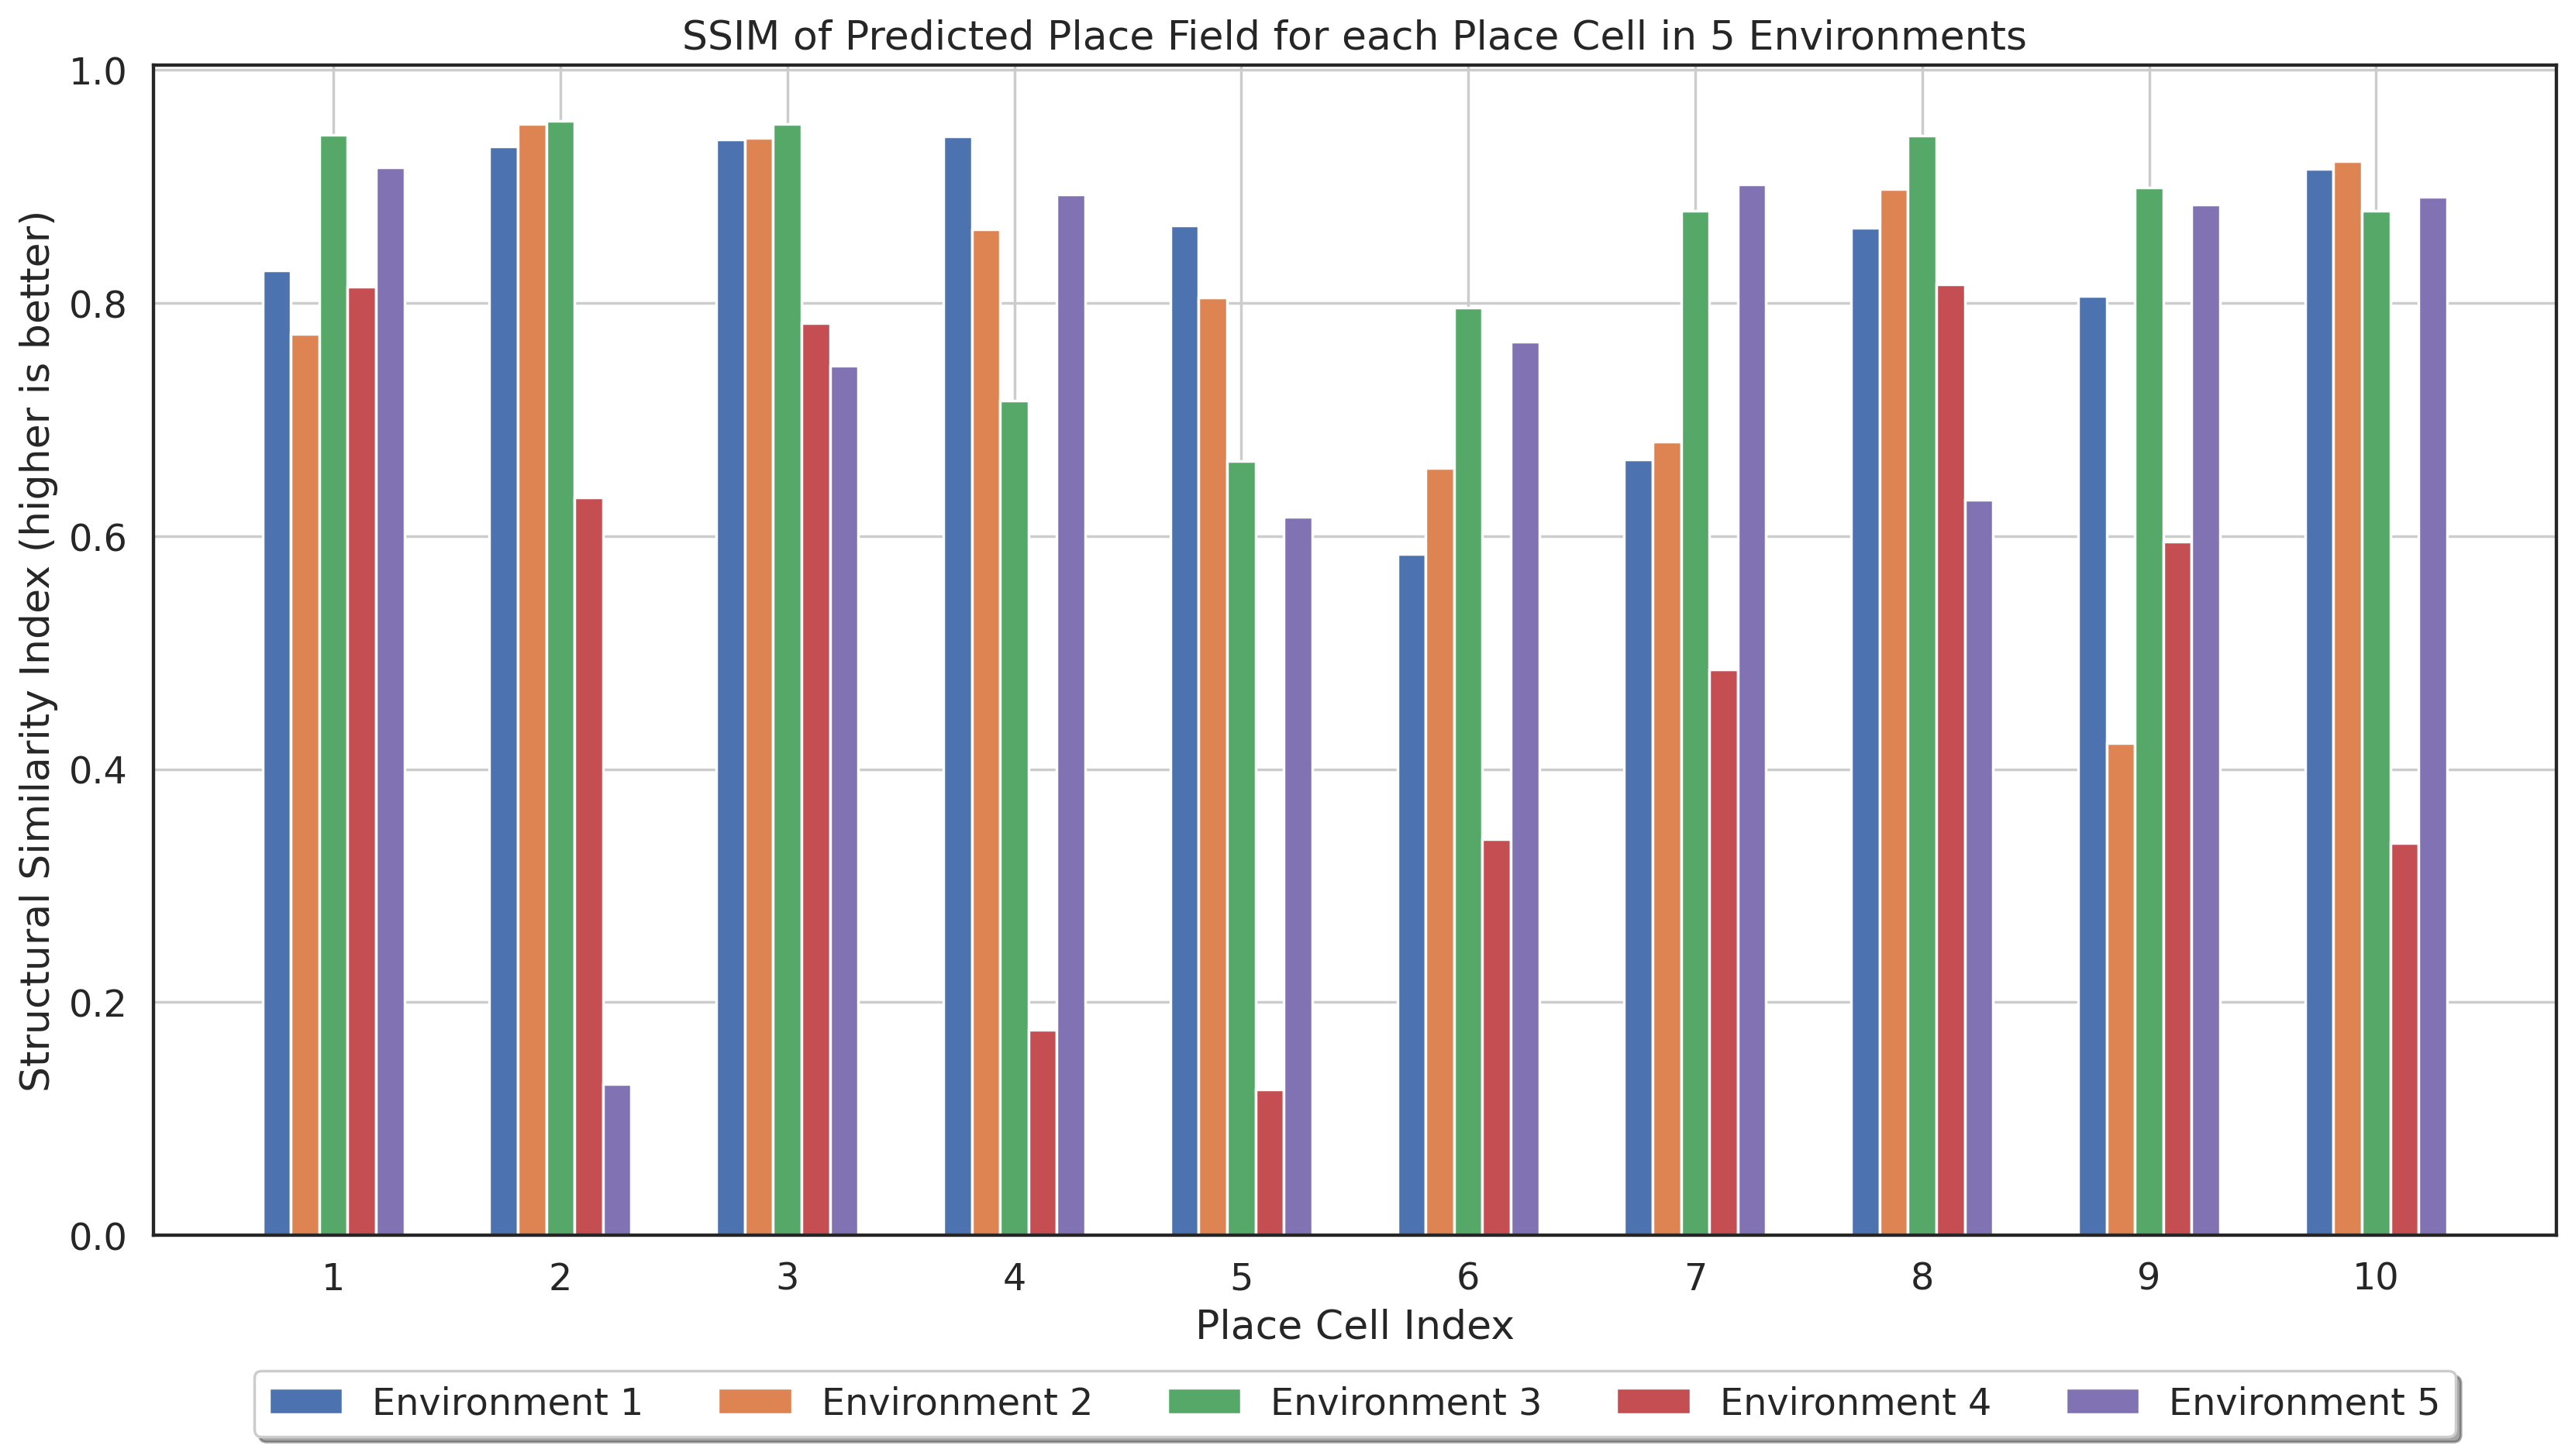 SSIM of Predicted Place Field for each Place Cell in 5 Environments
Structural Similarity Index (higher is better)
1.0
0.8
0.6
0.4
0.2
0.0
1 2 3 4 5 6 7 8 9 10
Place Cell Index
Environment 1 Environment 2 Environment 3 Environment 4 Environment 5